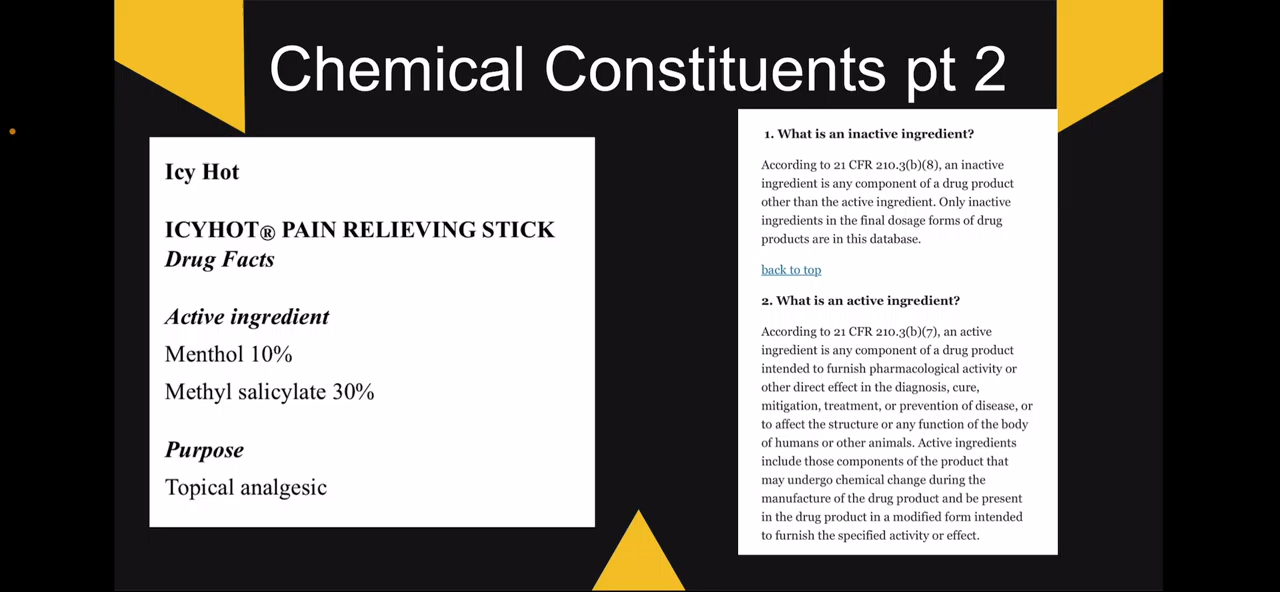 Chemical Constituents pt 2
Icy Hot
ICYHOT® PAIN RELIEVING STICK
Drug Facts
Active ingredient
Menthol 10%
Methyl salicylate 30%
Purpose
Topical analgesic
1. What is an inactive ingredient?
According to 21 CFR 210.3(b)(8), an inactive
ingredient is any component of a drug product
other than the active ingredient. Only inactive
ingredients in the final dosage forms of drug
products are in this database.
back to top
2. What is an active ingredient?
According to 21 CFR 210.3(b)(7), an active
ingredient is any component of a drug product
intended to furnish pharmacological activity or
other direct effect in the diagnosis, cure,
mitigation, treatment, or prevention of disease, or
to affect the structure or any function of the body
of humans or other animals. Active ingredients
include those components of the product that
may undergo chemical change during the
manufacture of the drug product and be present
in the drug product in a modified form intended
to furnish the specified activity or effect.